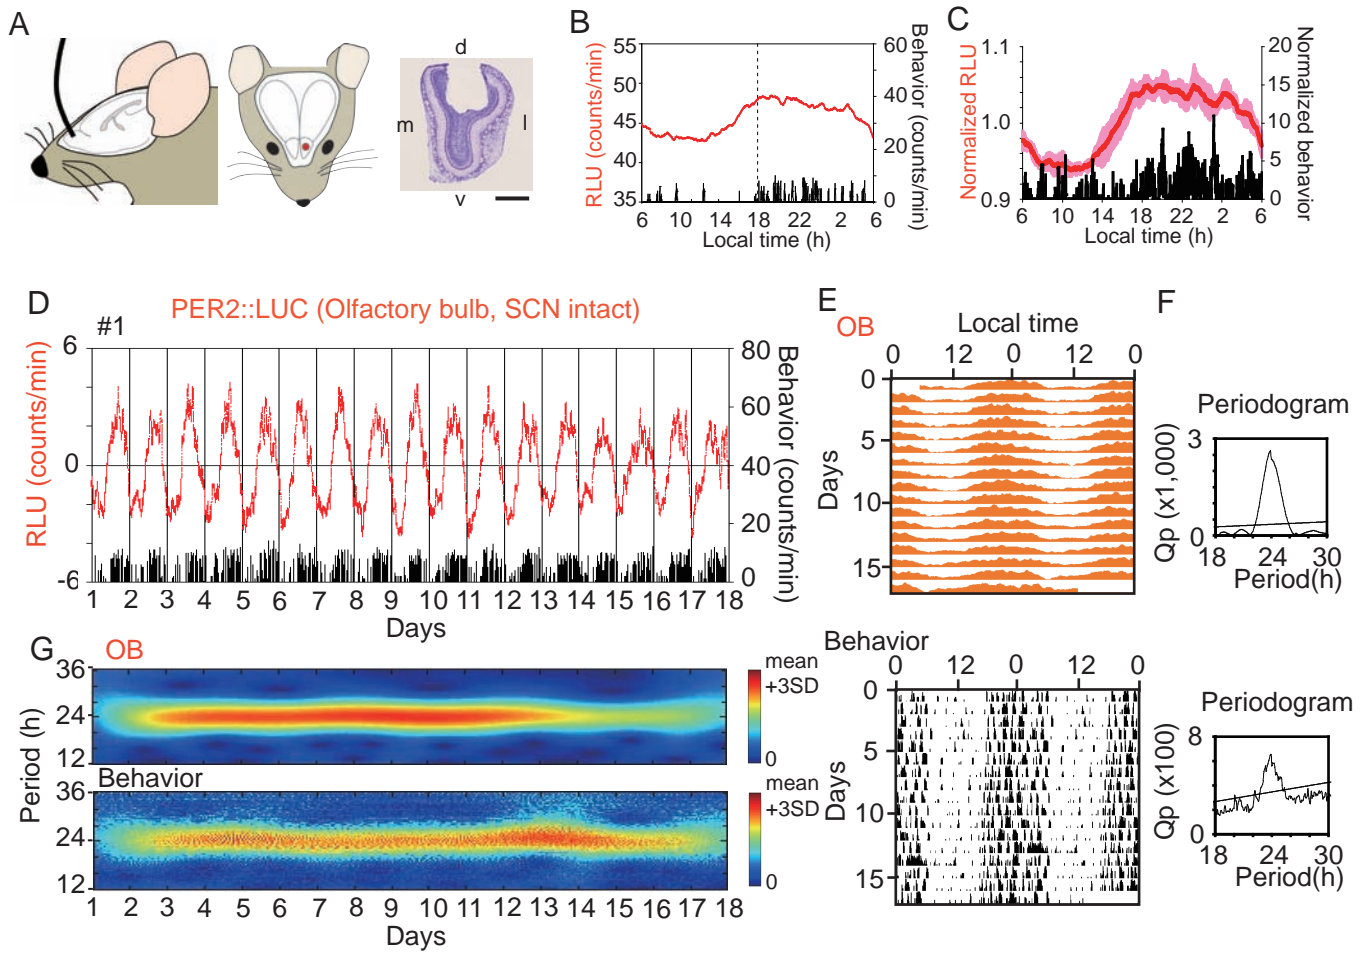 A
d
m
l
v
B
RLU (counts/min)
55
50
45
40
35
60
40
20
0
Behavior (counts/min)
6 10 14 18 22 2 6
Local time (h)
C
Normalized RLU
1.1
1.0
0.9
20
15
10
5
0
Normalized behavior
6 10 14 18 22 2 6
Local time (h)
D
PER2::LUC (Olfactory bulb, SCN intact)
#1
RLU (counts/min)
6
0
-6
80
60
40
20
0
Behavior (counts/min)
1 2 3 4 5 6 7 8 9 10 11 12 13 14 15 16 17 18
Days
E
OB
Local time
0 12 0 12 0
Days
0
5
10
15
Behavior
0 12 0 12 0
Days
0
5
10
15
F
Periodogram
Qp (x1,000)
3
0
18 24 30
Period(h)
Periodogram
Qp (x100)
8
0
18 24 30
Period(h)
G
OB
Period (h)
36
24
12
mean
+3SD
0
Behavior
36
24
12
mean
+3SD
0
1 2 3 4 5 6 7 8 9 10 11 12 13 14 15 16 17 18
Days